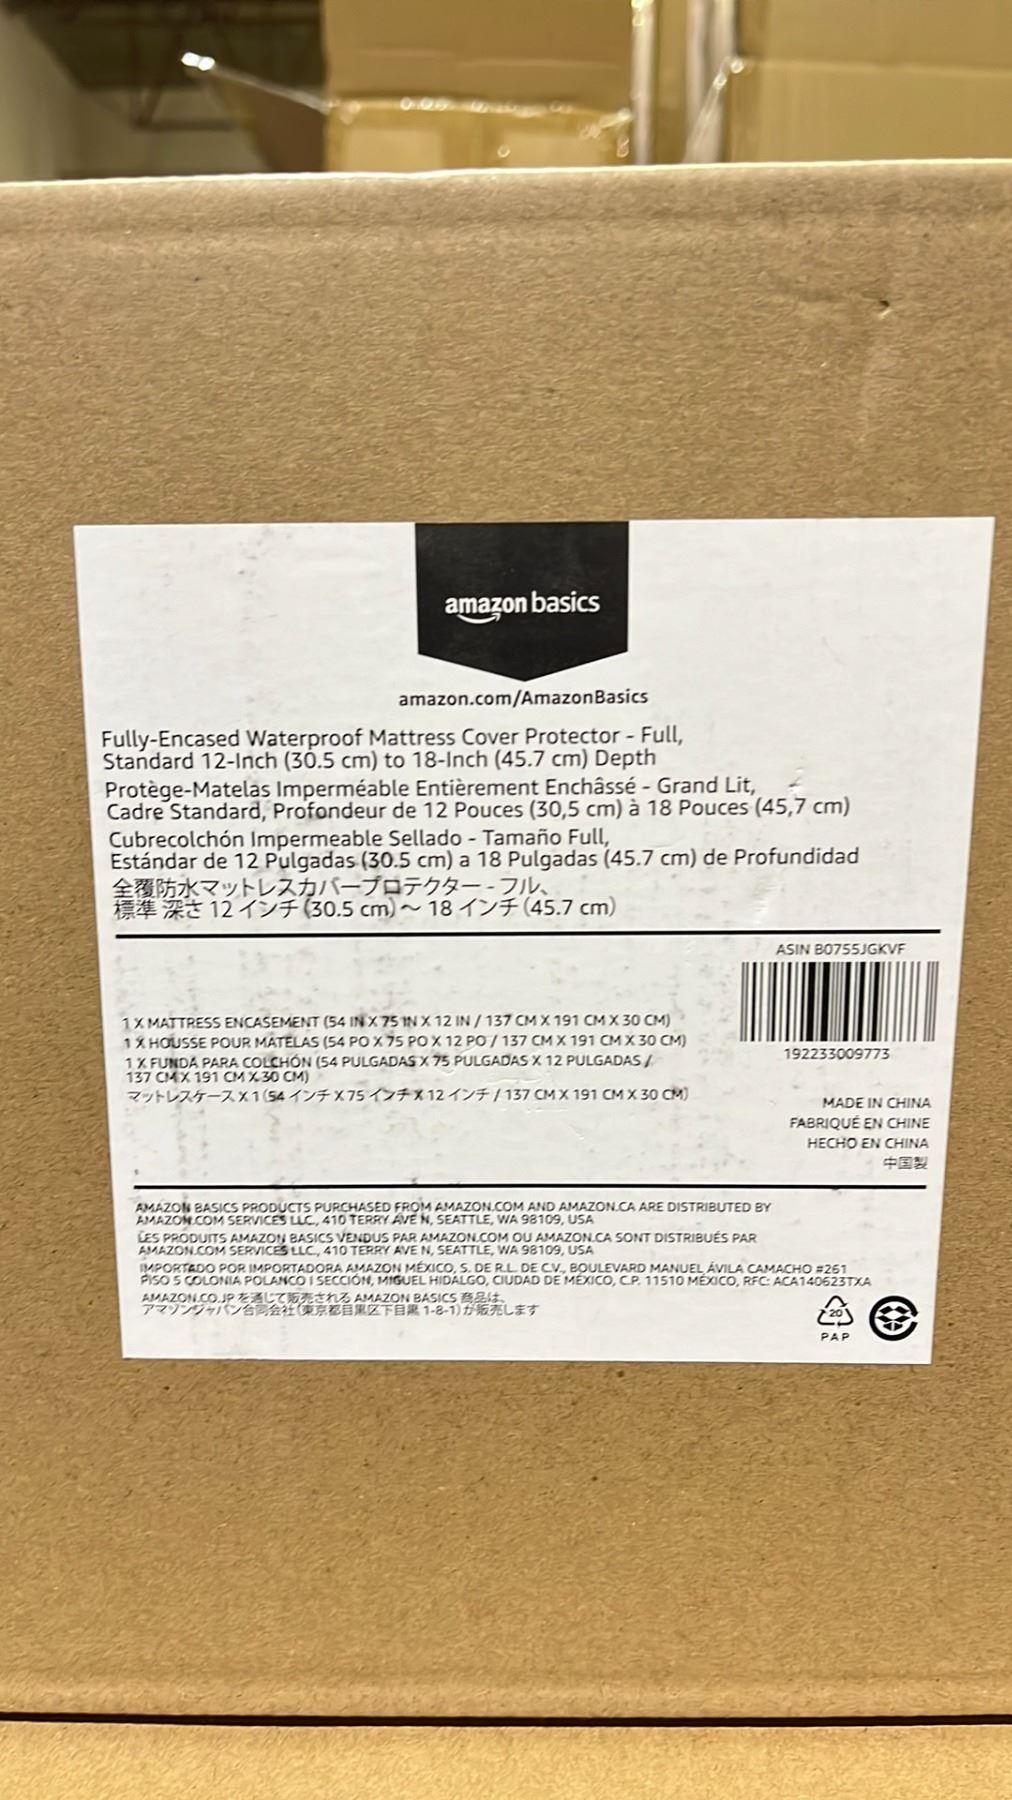 amazon basics
amazon.com/AmazonBasics
Fully-Encased Waterproof Mattress Cover Protector - Full,
Standard 12-Inch (30.5 cm) to 18-Inch (45.7 cm) Depth
Protège-Matelas Imperméable Entièrement Enchâssé - Grand Lit,
Cadre Standard, Profondeur de 12 Pouces (30,5 cm) à 18 Pouces (45,7 cm)
Cubrecolchón Impermeable Sellado - Tamaño Full,
Estándar de 12 Pulgadas (30.5 cm) a 18 Pulgadas (45.7 cm) de Profundidad
全覆防水マットレスカバープロテクター - フル、
標準 深さ 12 インチ (30.5 cm) ～ 18 インチ (45.7 cm)
ASIN B0755JGKVF
192233009773
1 X MATTRESS ENCASEMENT (54 IN X 75 IN X 12 IN / 137 CM X 191 CM X 30 CM)
1 X HOUSSE POUR MATELAS (54 PO X 75 PO X 12 PO / 137 CM X 191 CM X 30 CM)
1 X FUNDA PARA COLCHÓN (54 PULGADAS X 75 PULGADAS X 12 PULGADAS /
137 CM X 191 CM X 30 CM)
マットレスケース X 1 (54 インチ X 75 インチ X 12 インチ / 137 CM X 191 CM X 30 CM)
MADE IN CHINA
FABRIQUÉ EN CHINE
HECHO EN CHINA
中国製
AMAZON BASICS PRODUCTS PURCHASED FROM AMAZON.COM AND AMAZON.CA ARE DISTRIBUTED BY
AMAZON.COM SERVICES LLC., 410 TERRY AVE N, SEATTLE, WA 98109, USA
LES PRODUITS AMAZON BASICS VENDUS PAR AMAZON.COM OU AMAZON.CA SONT DISTRIBUÉS PAR
AMAZON.COM SERVICES LLC., 410 TERRY AVE N, SEATTLE, WA 98109, USA
IMPORTADO POR IMPORTADORA AMAZON MÉXICO, S. DE R.L. DE C.V., BOULEVARD MANUEL ÁVILA CAMACHO #261
PISO 5 COLONIA POLANCO I SECCIÓN, MIGUEL HIDALGO, CIUDAD DE MÉXICO, C.P. 11510 MÉXICO, RFC: ACA140623TXA
AMAZON.CO.JP を通じて販売される AMAZON BASICS 商品は、
アマゾンジャパン合同会社（東京都目黒区下目黒 1-8-1）が販売します
20
PAP